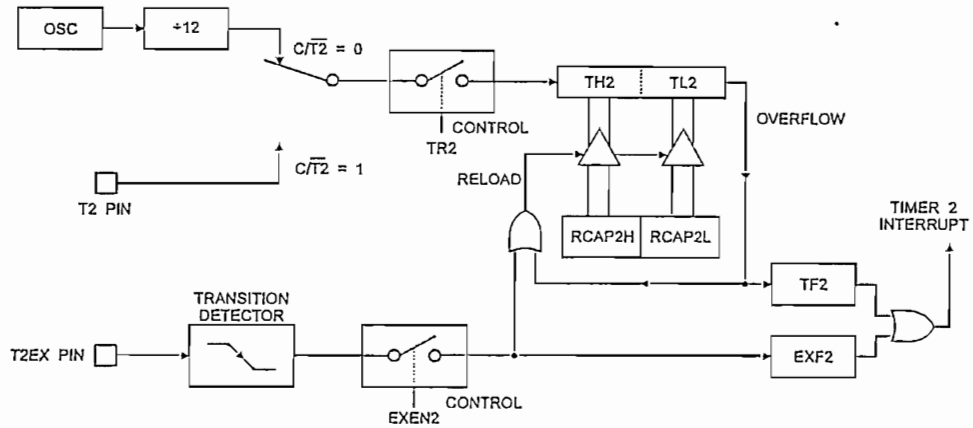 OSC
÷12
C/T2̅ = 0
TH2
TL2
OVERFLOW
CONTROL
TR2
C/T2̅ = 1
T2 PIN
RELOAD
RCAP2H
RCAP2L
TIMER 2
INTERRUPT
TRANSITION
DETECTOR
TF2
T2EX PIN
EXF2
CONTROL
EXEN2